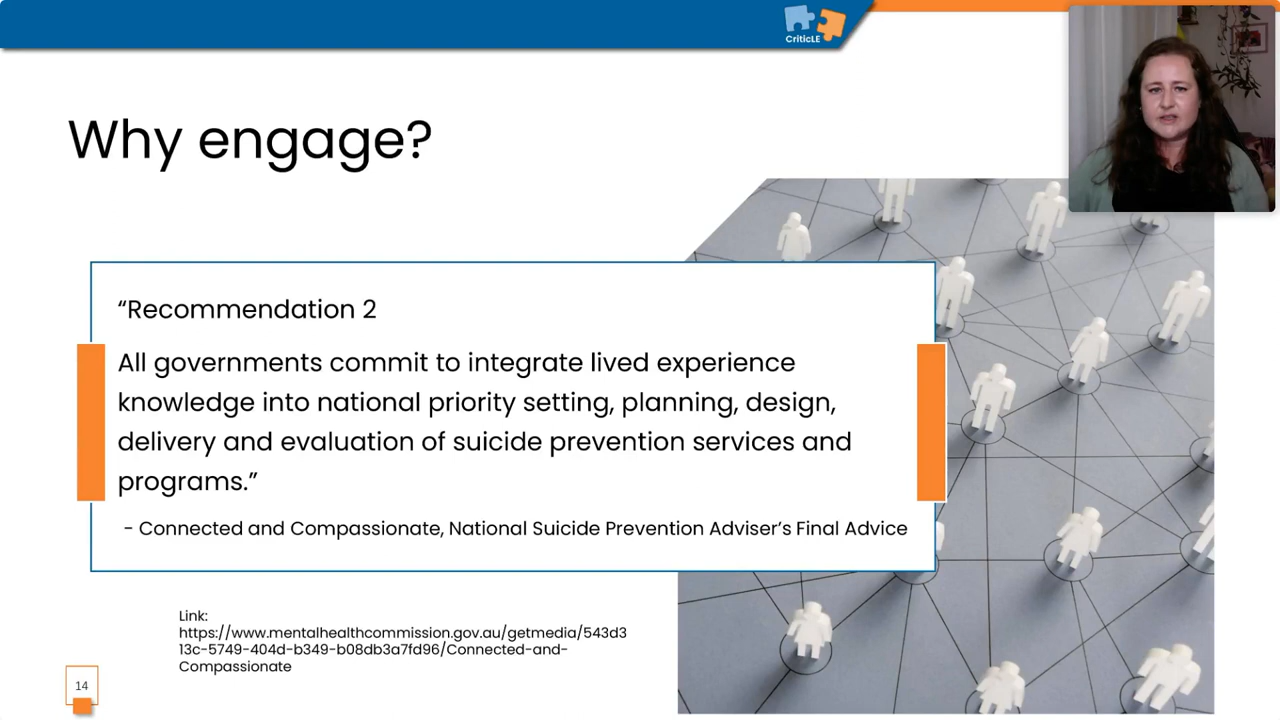 CriticLE
Why engage?
“Recommendation 2
All governments commit to integrate lived experience
knowledge into national priority setting, planning, design,
delivery and evaluation of suicide prevention services and
programs.”
- Connected and Compassionate, National Suicide Prevention Adviser’s Final Advice
Link:
https://www.mentalhealthcommission.gov.au/getmedia/543d3
13c-5749-404d-b349-b08db3a7fd96/Connected-and-
Compassionate
14